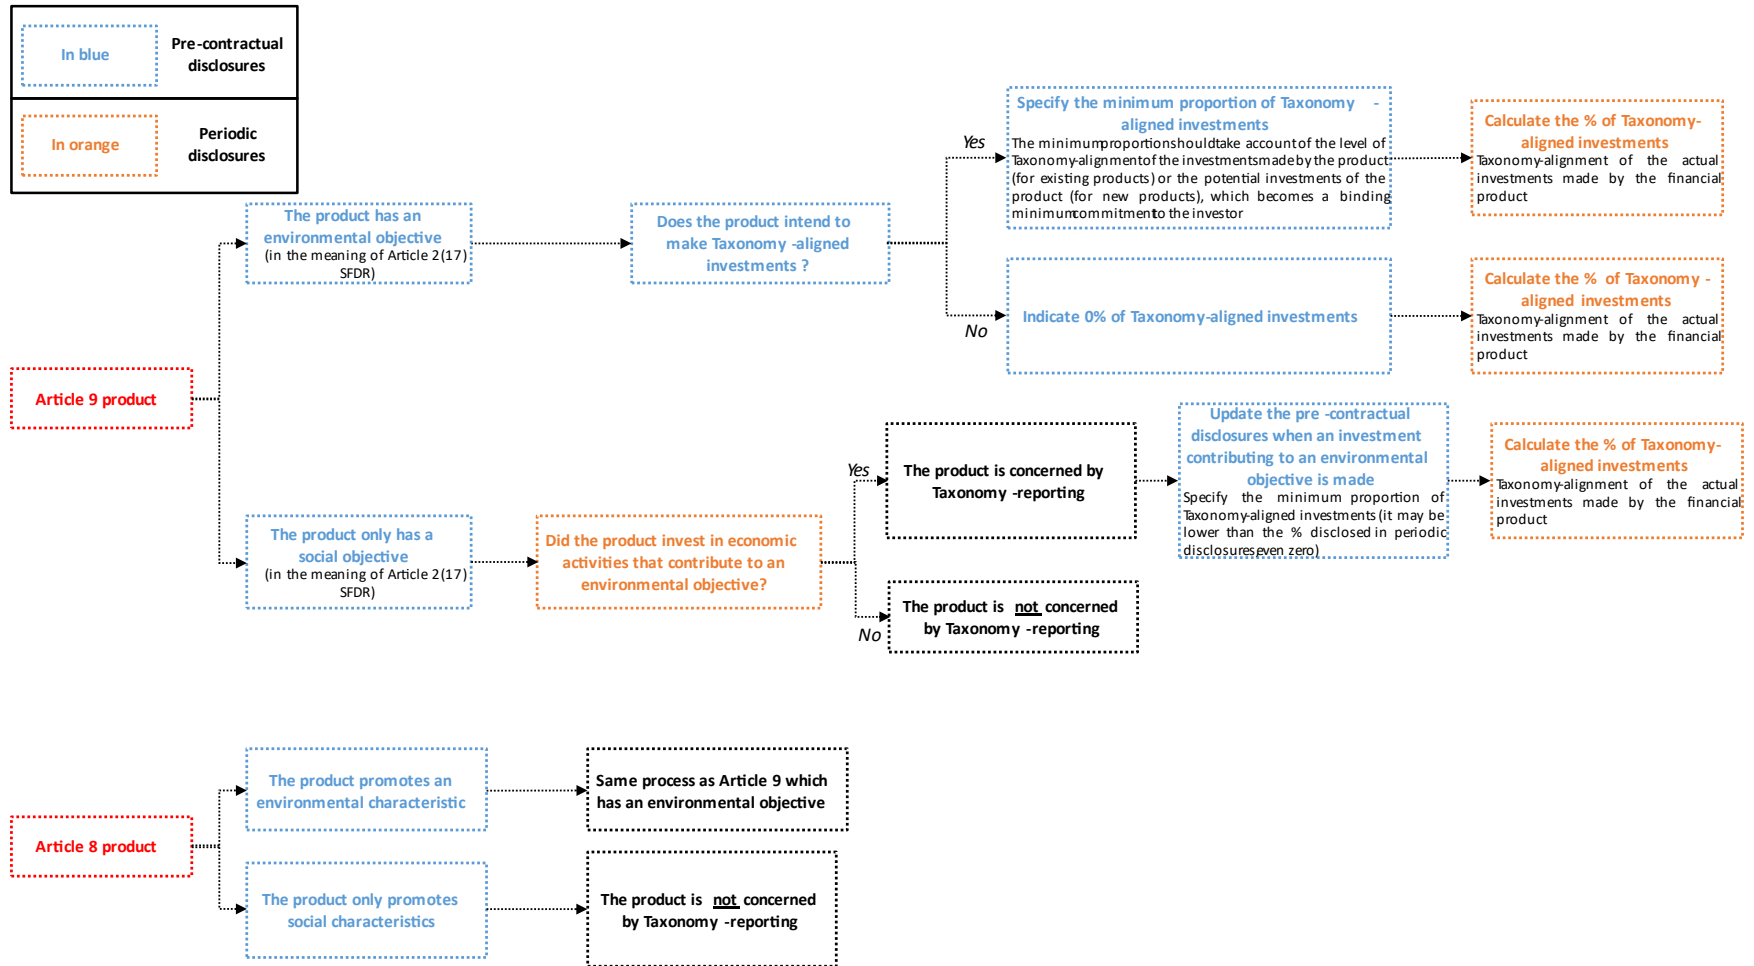 In blue
Pre-contractual
disclosures
In orange
Periodic
disclosures
The product has an
environmental objective
(in the meaning of Article 2(17)
SFDR)
Does the product intend to
make Taxonomy -aligned
investments ?
Yes
No
Specify the minimum proportion of Taxonomy -
aligned investments
The minimum proportion should take account of the level of
Taxonomy-alignment of the investments made by the product
(for existing products) or the potential investments of the
product (for new products), which becomes a binding
minimum commitment to the investor
Calculate the % of Taxonomy-
aligned investments
Taxonomy-alignment of the actual
investments made by the financial
product
Indicate 0% of Taxonomy-aligned investments
Calculate the % of Taxonomy -
aligned investments
Taxonomy-alignment of the actual
investments made by the financial
product
Article 9 product
The product only has a
social objective
(in the meaning of Article 2(17)
SFDR)
Did the product invest in economic
activities that contribute to an
environmental objective?
Yes
No
The product is concerned by
Taxonomy -reporting
Update the pre -contractual
disclosures when an investment
contributing to an environmental
objective is made
Specify the minimum proportion of
Taxonomy-aligned investments (it may be
lower than the % disclosed in periodic
disclosures, even zero)
Calculate the % of Taxonomy-
aligned investments
Taxonomy-alignment of the actual
investments made by the financial
product
The product is not concerned
by Taxonomy -reporting
Article 8 product
The product promotes an
environmental characteristic
Same process as Article 9 which
has an environmental objective
The product only promotes
social characteristics
The product is not concerned
by Taxonomy -reporting